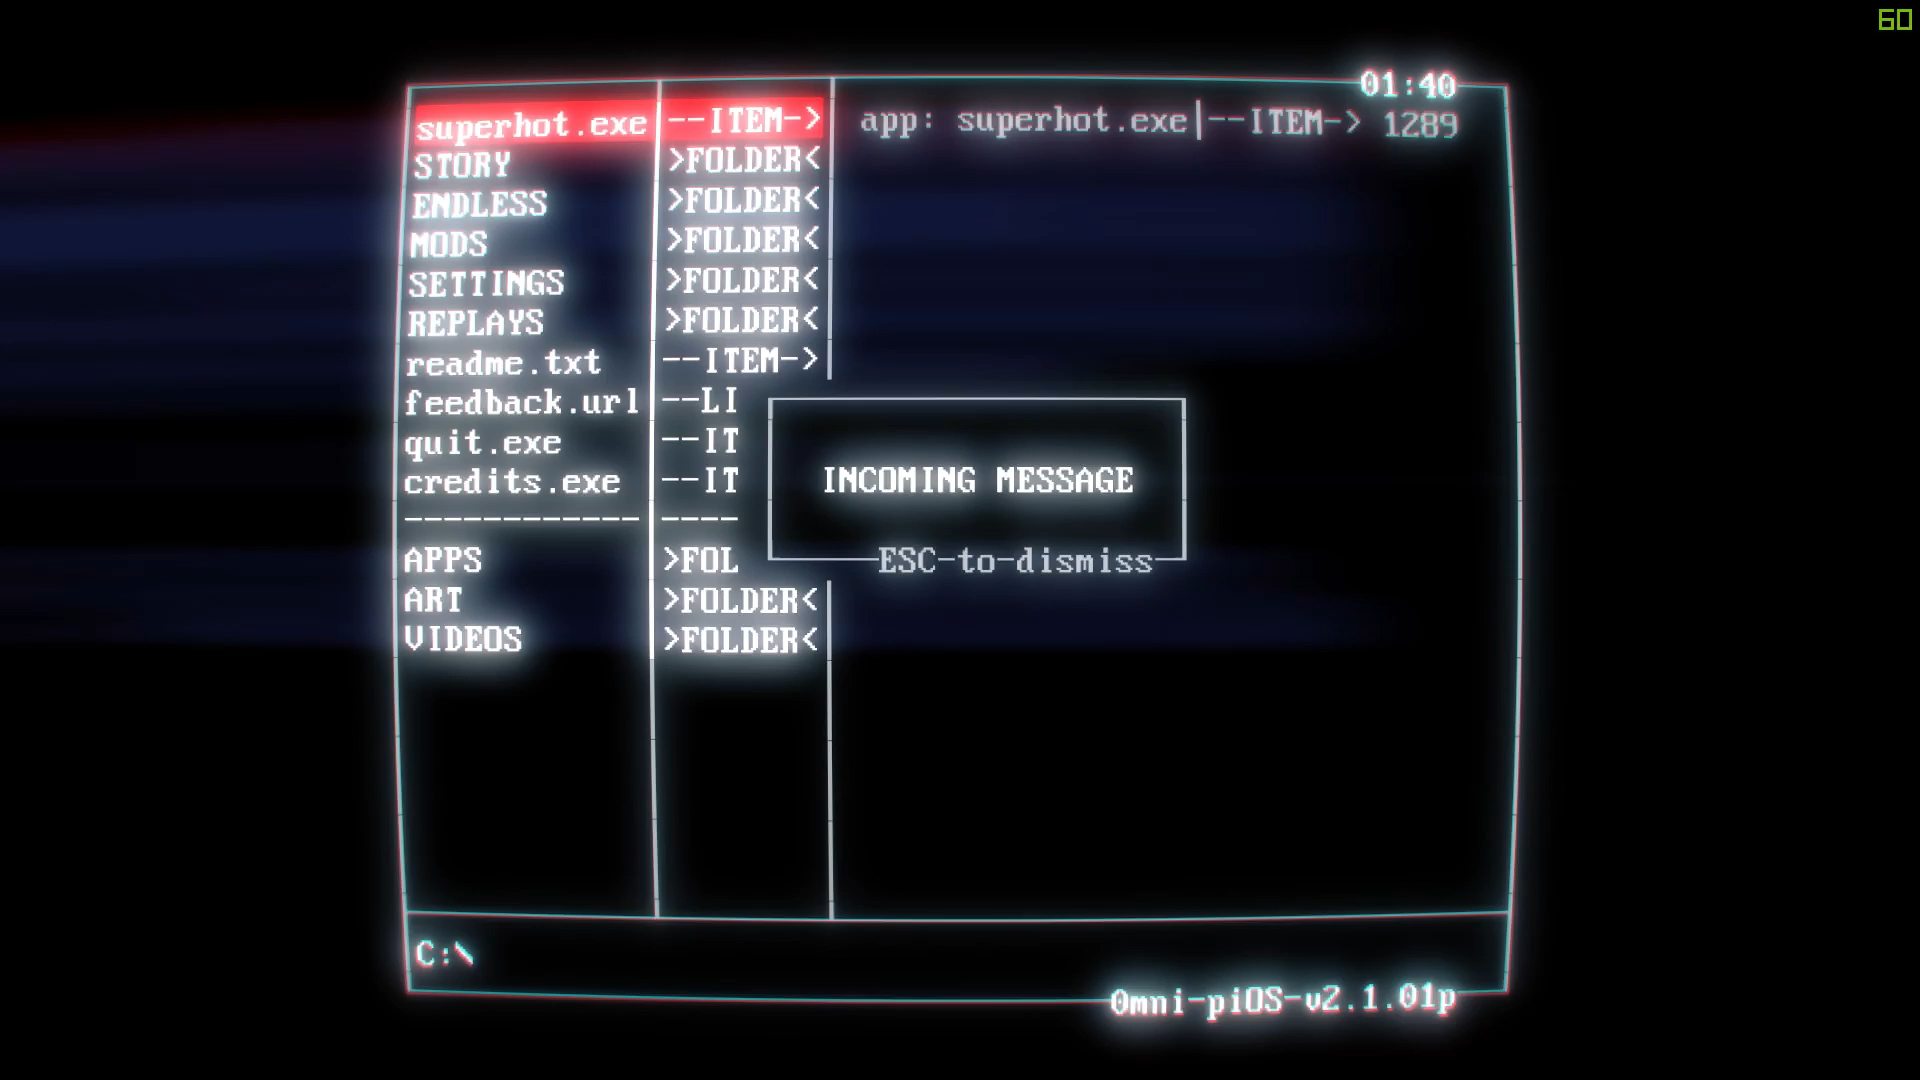 60
01:40
superhot.exe --ITEM-> app: superhot.exe|--ITEM-> 1289
STORY >FOLDER<
ENDLESS >FOLDER<
MODS >FOLDER<
SETTINGS >FOLDER<
REPLAYS >FOLDER<
readme.txt --ITEM->
feedback.url --LI
quit.exe --IT
credits.exe --IT
INCOMING MESSAGE
------------ ----
APPS >FOL
ESC-to-dismiss
ART >FOLDER<
VIDEOS >FOLDER<
C:\
0mni-piOS-v2.1.01p